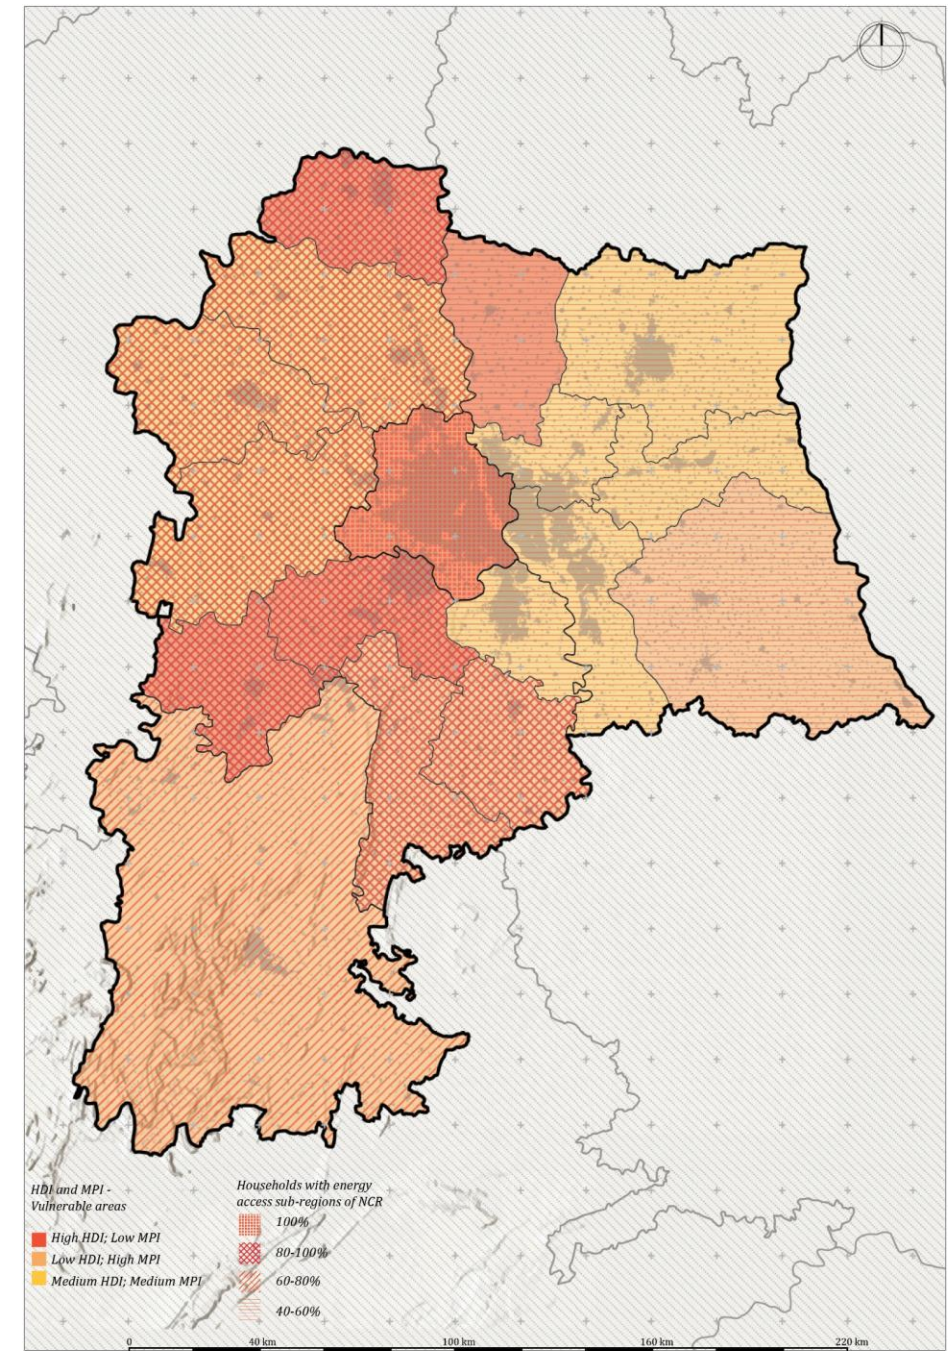 HDI and MPI -
Vulnerable areas
High HDI; Low MPI
Low HDI; High MPI
Medium HDI; Medium MPI
Households with energy
access sub-regions of NCR
100%
80-100%
60-80%
40-60%
0 40 km 100 km 160 km 220 km